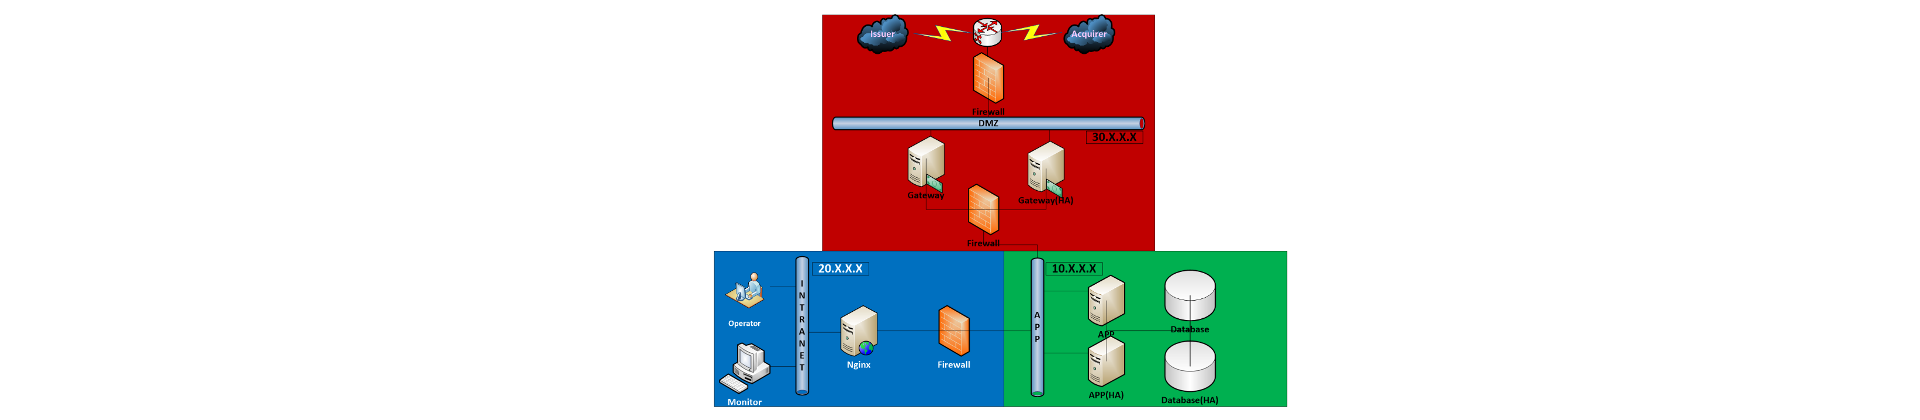 Issuer
Acquirer
Firewall
DMZ
30.X.X.X
Gateway
Gateway(HA)
Firewall
20.X.X.X
10.X.X.X
INTRANET
Operator
Monitor
Nginx
Firewall
APP
APP
Database
APP(HA)
Database(HA)